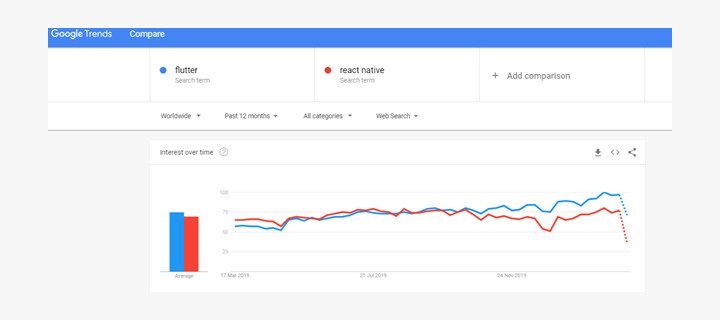 Google Trends Compare
flutter
Search term
react native
Search term
+ Add comparison
Worldwide Past 12 months All categories Web Search
Interest over time ?
100
75
50
25
Average
17 Mar 2019 21 Jul 2019 24 Nov 2019